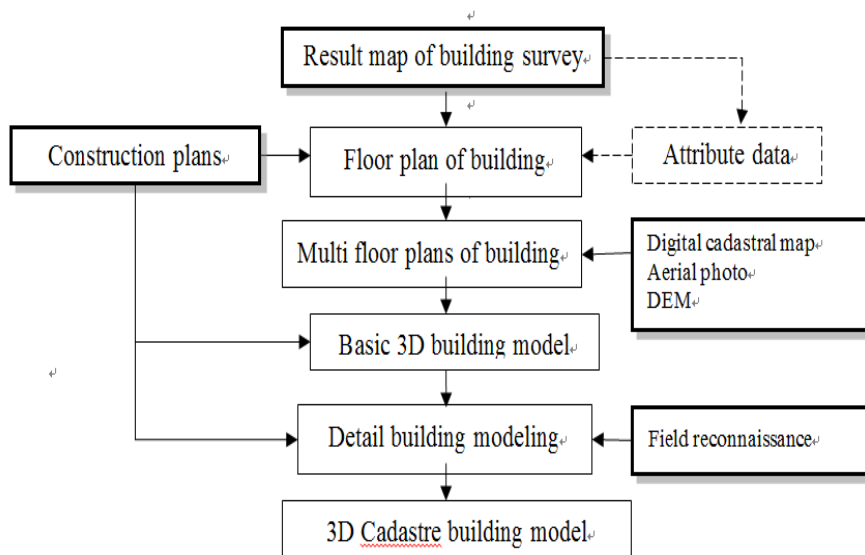 Result map of building survey
Construction plans
Floor plan of building
Attribute data
Multi floor plans of building
Digital cadastral map
Aerial photo
DEM
Basic 3D building model
Detail building modeling
Field reconnaissance
3D Cadastre building model